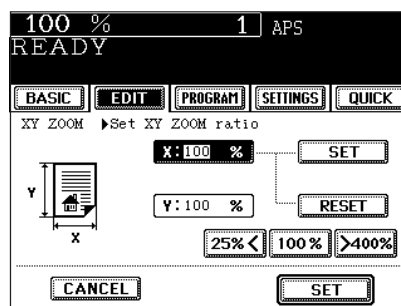 100 % 1 APS
READY
BASIC EDIT PROGRAM SETTINGS QUICK
XY ZOOM ▶Set XY ZOOM ratio
X:100 % SET
Y
Y:100 % RESET
X
25%< 100% >400%
CANCEL SET